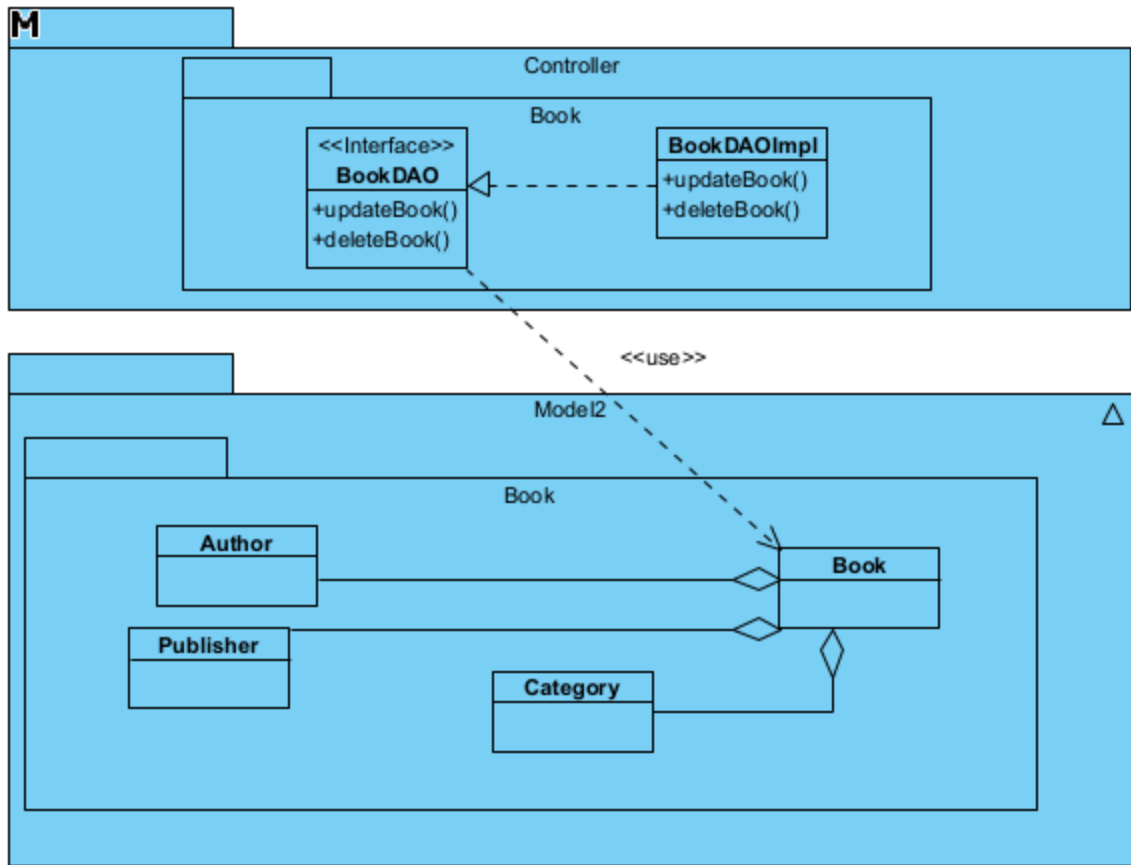 M
Controller
Book
<<Interface>>
BookDAO
+updateBook()
+deleteBook()
BookDAOImpl
+updateBook()
+deleteBook()
<<use>>
Model2
Book
Author
Book
Publisher
Category